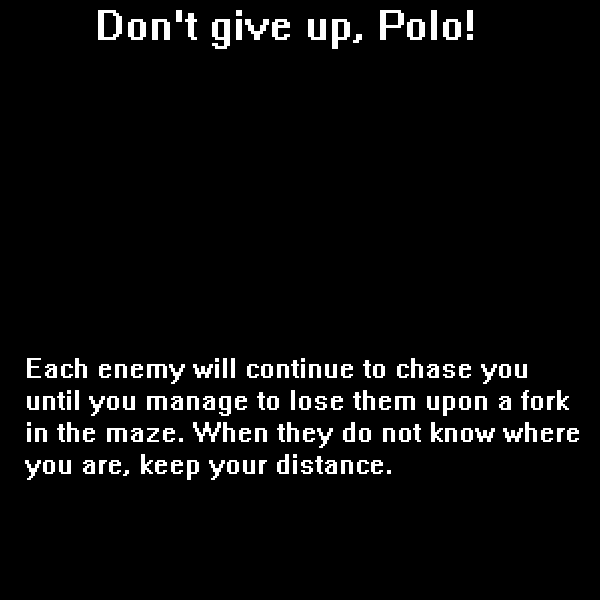 Don't give up, Polo!
Each enemy will continue to chase you
until you manage to lose them upon a fork
in the maze. When they do not know where
you are, keep your distance.